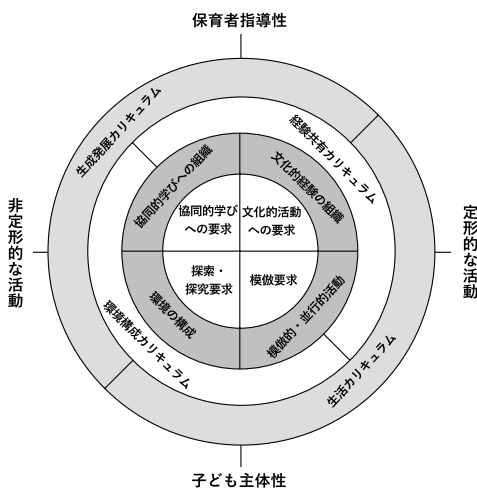 保育者指導性
生成発展カリキュラム
経験共有カリキュラム
協同的学びへの組織
文化的経験の組織
非定形的な活動
定形的な活動
協同的学び
への要求
文化的活動
への要求
探索・
探究要求
模倣要求
環境の構成
模倣的・並行的活動
環境構成カリキュラム
生活カリキュラム
子ども主体性